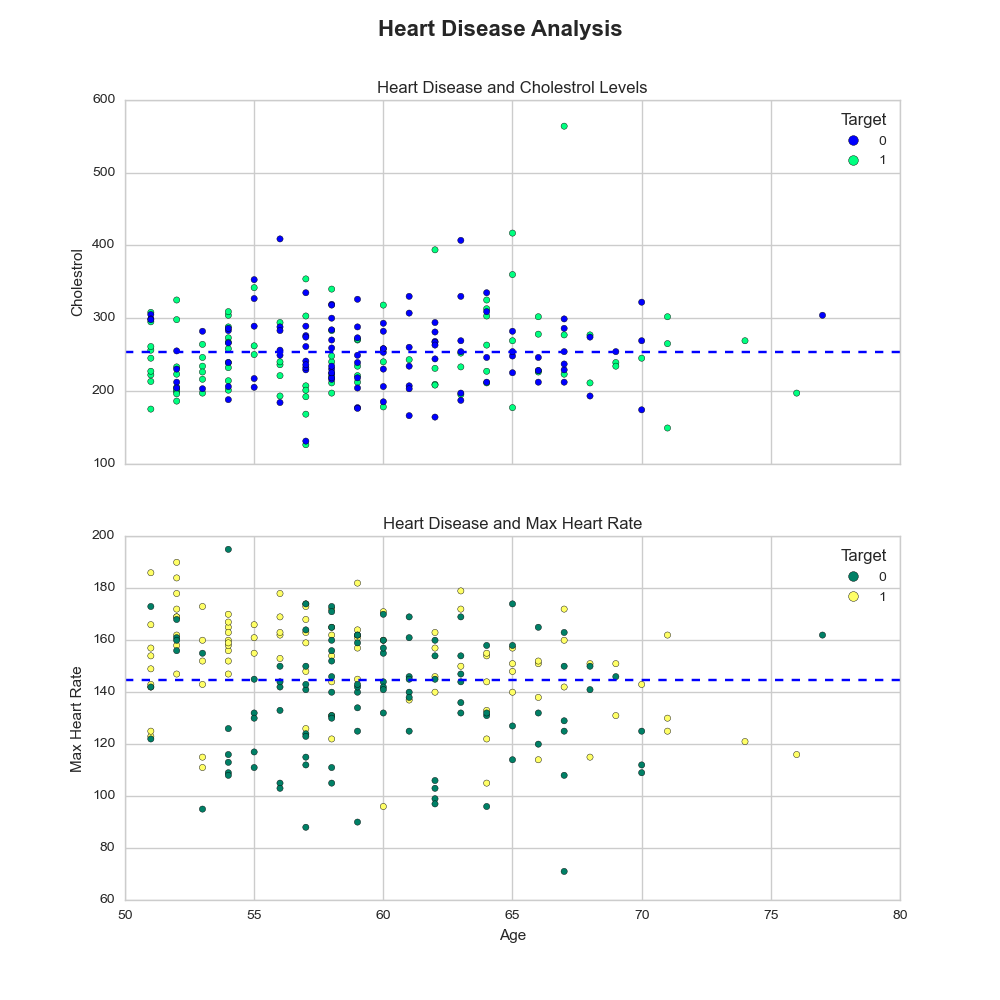 Heart Disease Analysis
Heart Disease and Cholestrol Levels
600
500
400
300
200
100
Cholestrol
Target
0
1
Heart Disease and Max Heart Rate
200
180
160
140
120
100
80
60
Max Heart Rate
Target
0
1
50 55 60 65 70 75 80
Age